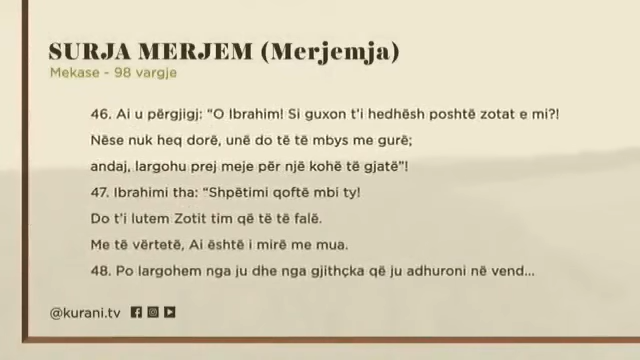 SURJA MERJEM (Merjemja)
Mekase - 98 vargje
46. Ai u përgjigj: “O Ibrahim! Si guxon t’i hedhësh poshtë zotat e mi?!
Nëse nuk heq dorë, unë do të të mbys me gurë;
andaj, largohu prej meje për një kohë të gjatë”!
47. Ibrahimi tha: “Shpëtimi qoftë mbi ty!
Do t’i lutem Zotit tim që të të falë.
Me të vërtetë, Ai është i mirë me mua.
48. Po largohem nga ju dhe nga gjithçka që ju adhuroni në vend...
@kurani.tv